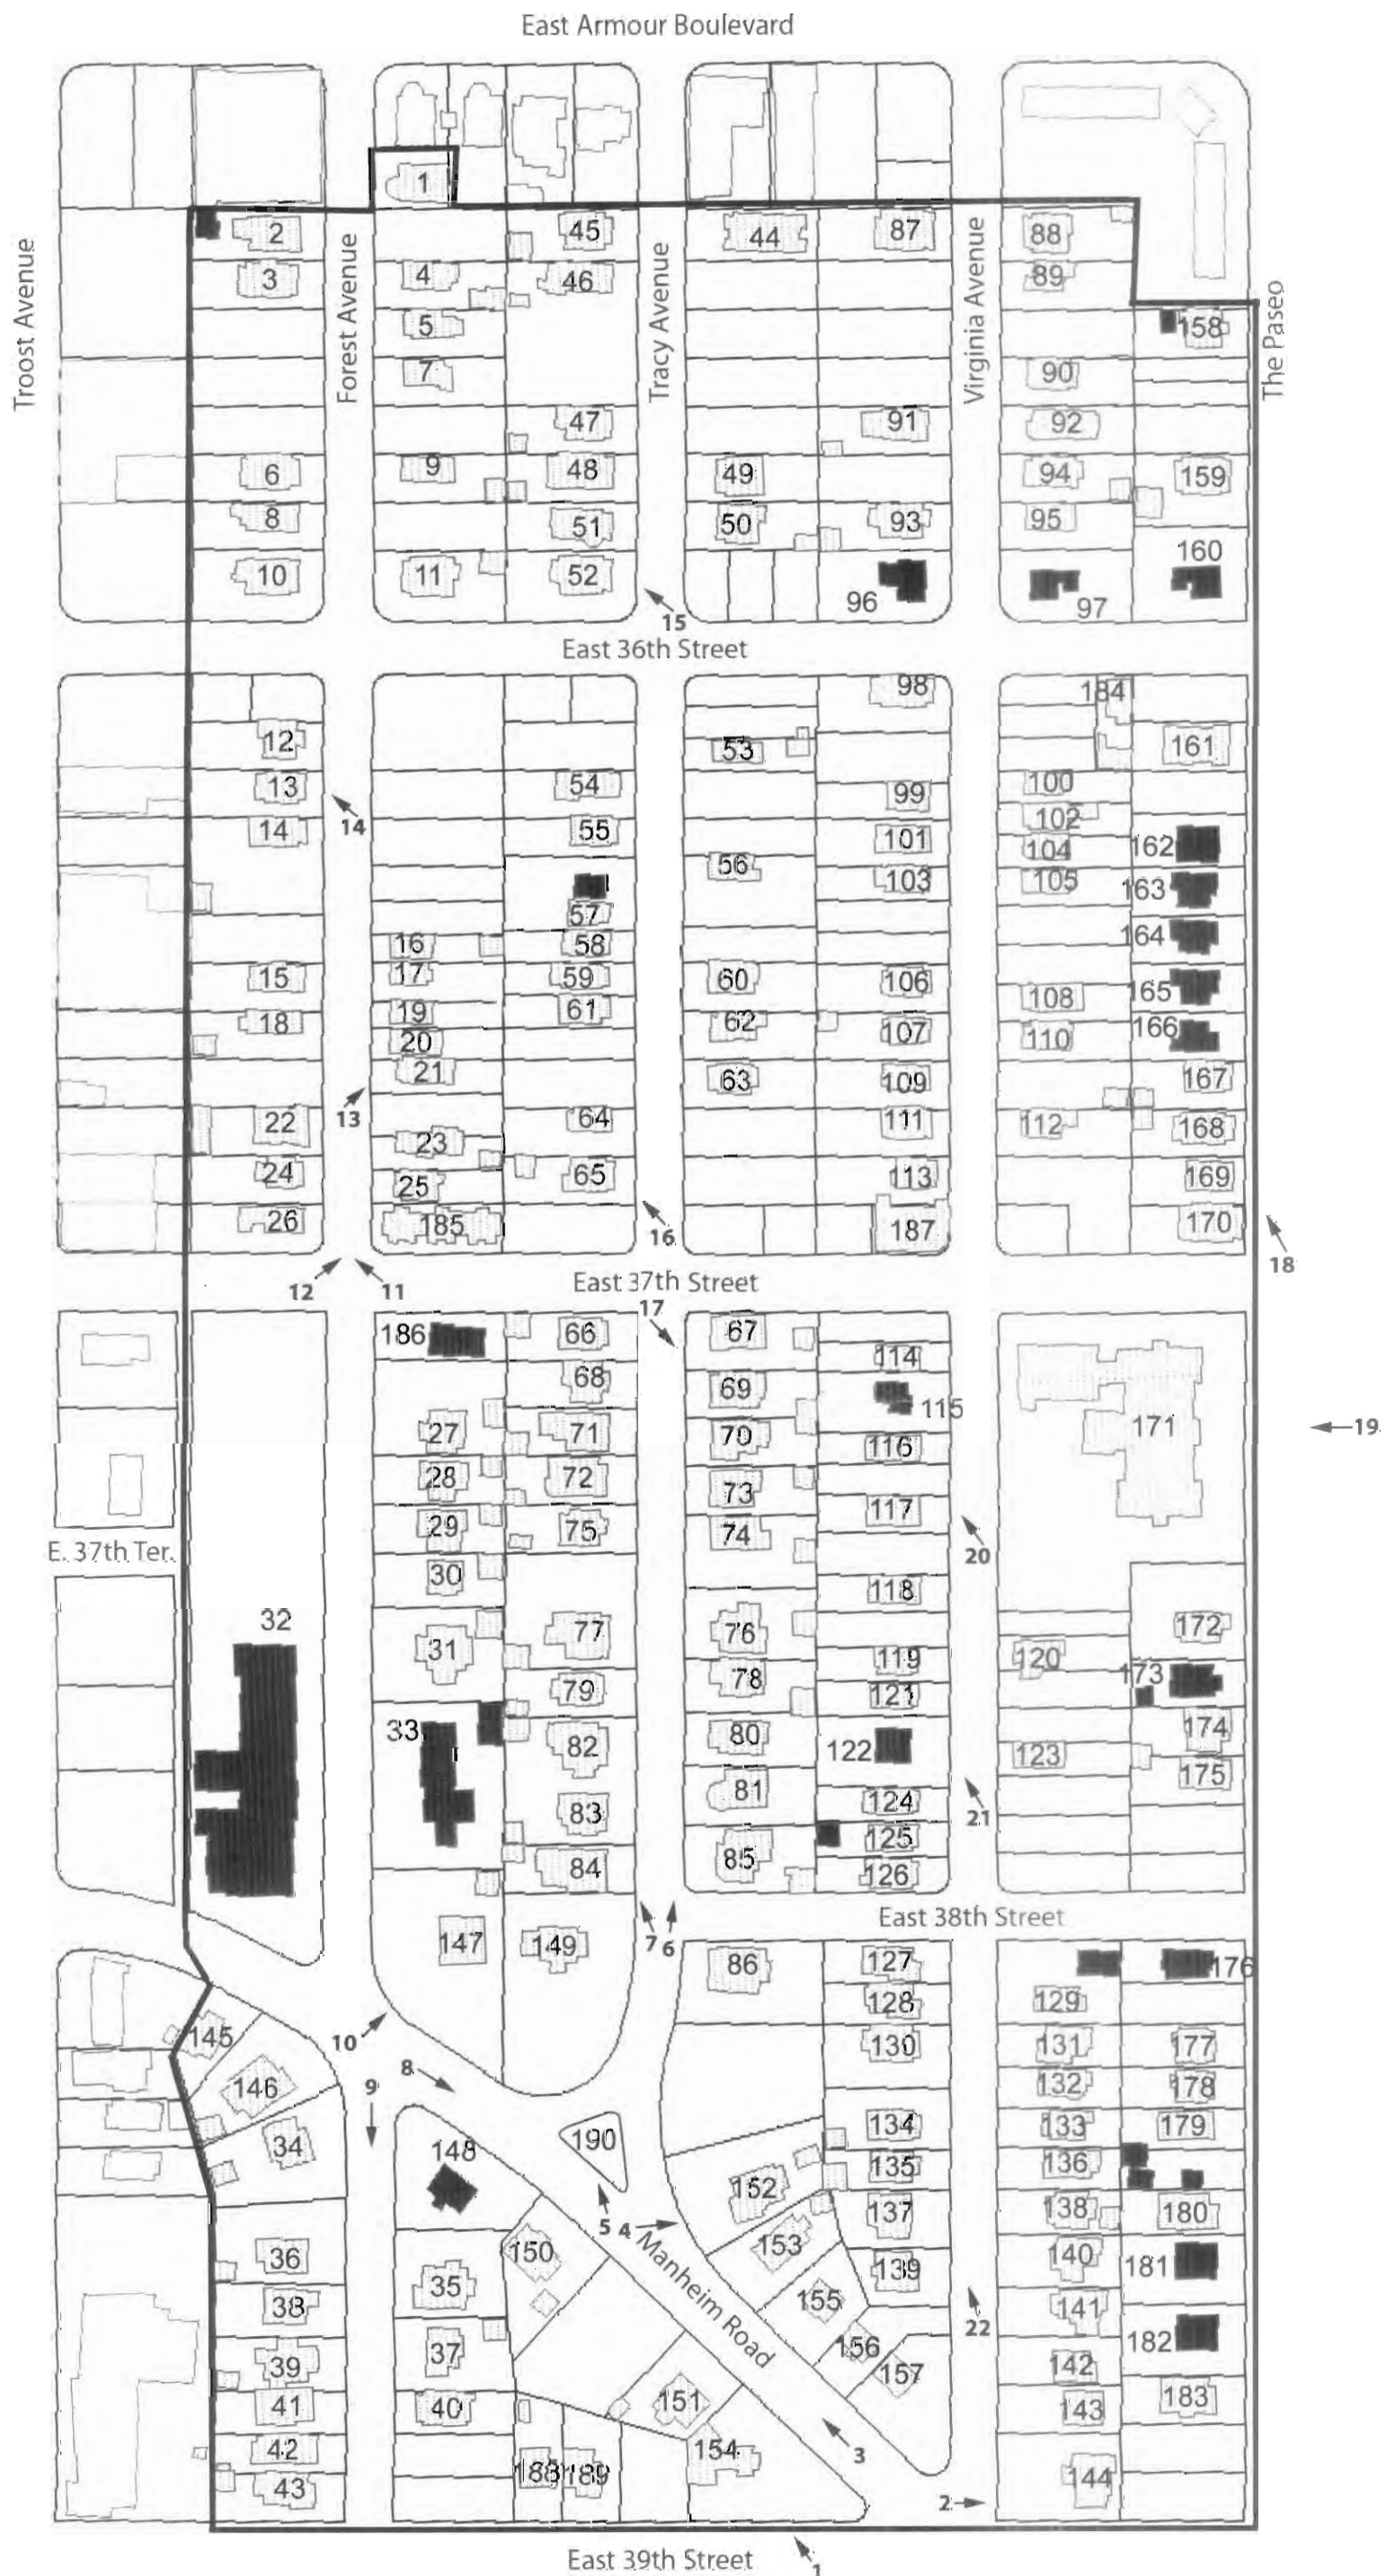 East Armour Boulevard
1
2 45 44 87 88
3 4 46 89
Troost Avenue
Forest Avenue
Tracy Avenue
Virginia Avenue
The Paseo
5 158
7 90
47 91 92
6 9 48 49 94 159
8 51 50 93 95
10 11 52 96 97 160
15
East 36th Street
98 184
12 53 161
13 54 99 100
14 14 55 101 102
56 103 104 162
57 105 163
16 58 164
15 17 59 60 106 108 165
18 19 61 62 107 110 166
20
21 63 109 167
13
22 23 64 111 112 168
24 25 65 113 169
26 185 187 170
16
12 11 18
East 37th Street
17
186 66 67 114
68 69 115
27 71 70 116 171 19
28 72 73
29 75 74 117
20
E. 37th Ter.
30 118
32 31 77 76 119 120 172
79 78 121 173
33 82 80 122 123 174
81 175
83 124 21
84 85 125
126
East 38th Street
7 6
147 149 86 127 176
128 129
145 10 130 131 177
8
146 9 132 178
34 148 190 134 133 179
152 135 136
5 4 137 138 180
Manheim Road
36 150 153 139 140 181
35
38 155 141
22
39 37 156 142 182
157
41 40 151 143 183
42 154 3
43 188 189 144
2
East 39th Street
1